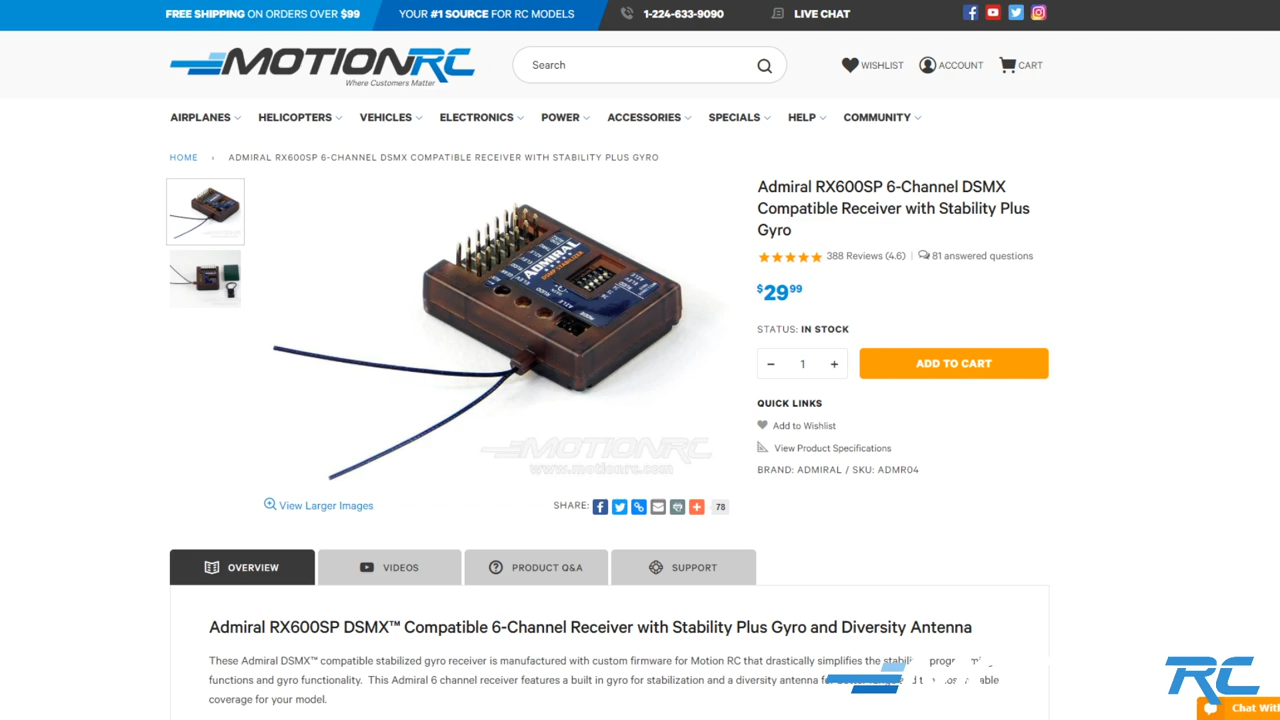 FREE SHIPPING ON ORDERS OVER $99
YOUR #1 SOURCE FOR RC MODELS
1-224-633-9090
LIVE CHAT
MOTIONRC
Where Customers Matter
Search
WISHLIST
ACCOUNT
CART
AIRPLANES HELICOPTERS VEHICLES ELECTRONICS POWER ACCESSORIES SPECIALS HELP COMMUNITY
HOME › ADMIRAL RX600SP 6-CHANNEL DSMX COMPATIBLE RECEIVER WITH STABILITY PLUS GYRO
ADMIRAL
MOTIONRC
www.motionrc.com
View Larger Images
SHARE:
78
Admiral RX600SP 6-Channel DSMX
Compatible Receiver with Stability Plus
Gyro
388 Reviews (4.6) | 81 answered questions
$29.99
STATUS: IN STOCK
- 1 +
ADD TO CART
QUICK LINKS
Add to Wishlist
View Product Specifications
BRAND: ADMIRAL / SKU: ADMR04
OVERVIEW
VIDEOS
PRODUCT Q&A
SUPPORT
Admiral RX600SP DSMX™ Compatible 6-Channel Receiver with Stability Plus Gyro and Diversity Antenna
These Admiral DSMX™ compatible stabilized gyro receiver is manufactured with custom firmware for Motion RC that drastically simplifies the
functions and gyro functionality. This Admiral 6 channel receiver features a built in gyro for stabilization and a diversity antenna
coverage for your model.
RC
Chat With